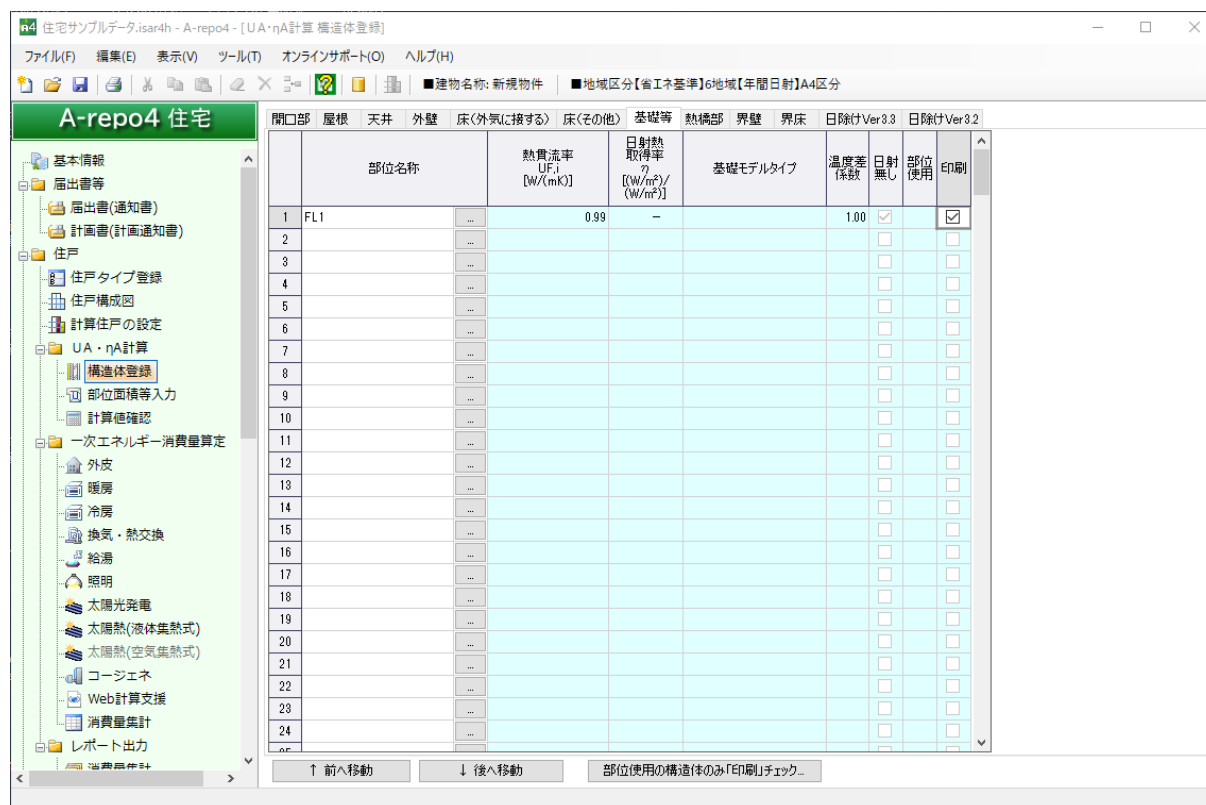 A4 住宅サンプルデータ.isar4h - A-repo4 - [UA・ηA計算 構造体登録]
ファイル(F) 編集(E) 表示(V) ツール(T) オンラインサポート(O) ヘルプ(H)
■建物名称: 新規物件 ■地域区分【省エネ基準】6地域【年間日射】A4区分
A-repo4 住宅
基本情報
届出書等
届出書(通知書)
計画書(計画通知書)
住戸
住戸タイプ登録
住戸構成図
計算住戸の設定
UA・ηA計算
構造体登録
部位面積等入力
計算値確認
一次エネルギー消費量算定
外皮
暖房
冷房
換気・熱交換
給湯
照明
太陽光発電
太陽熱(液体集熱式)
太陽熱(空気集熱式)
コージェネ
Web計算支援
消費量集計
レポート出力
消費量集計
開口部 屋根 天井 外壁 床(外気に接する) 床(その他) 基礎等 熱橋部 界壁 界床 日除けVer3.3 日除けVer3.2
部位名称 熱貫流率 UF,i [W/(mK)] 日射熱取得率 η [(W/m²)/(W/m²)] 基礎モデルタイプ 温度差係数 日射無し 部位使用 印刷
1 FL1 ... 0.99 － 1.00
2 ...
3 ...
4 ...
5 ...
6 ...
7 ...
8 ...
9 ...
10 ...
11 ...
12 ...
13 ...
14 ...
15 ...
16 ...
17 ...
18 ...
19 ...
20 ...
21 ...
22 ...
23 ...
24 ...
↑ 前へ移動 ↓ 後へ移動 部位使用の構造体のみ「印刷」チェック...